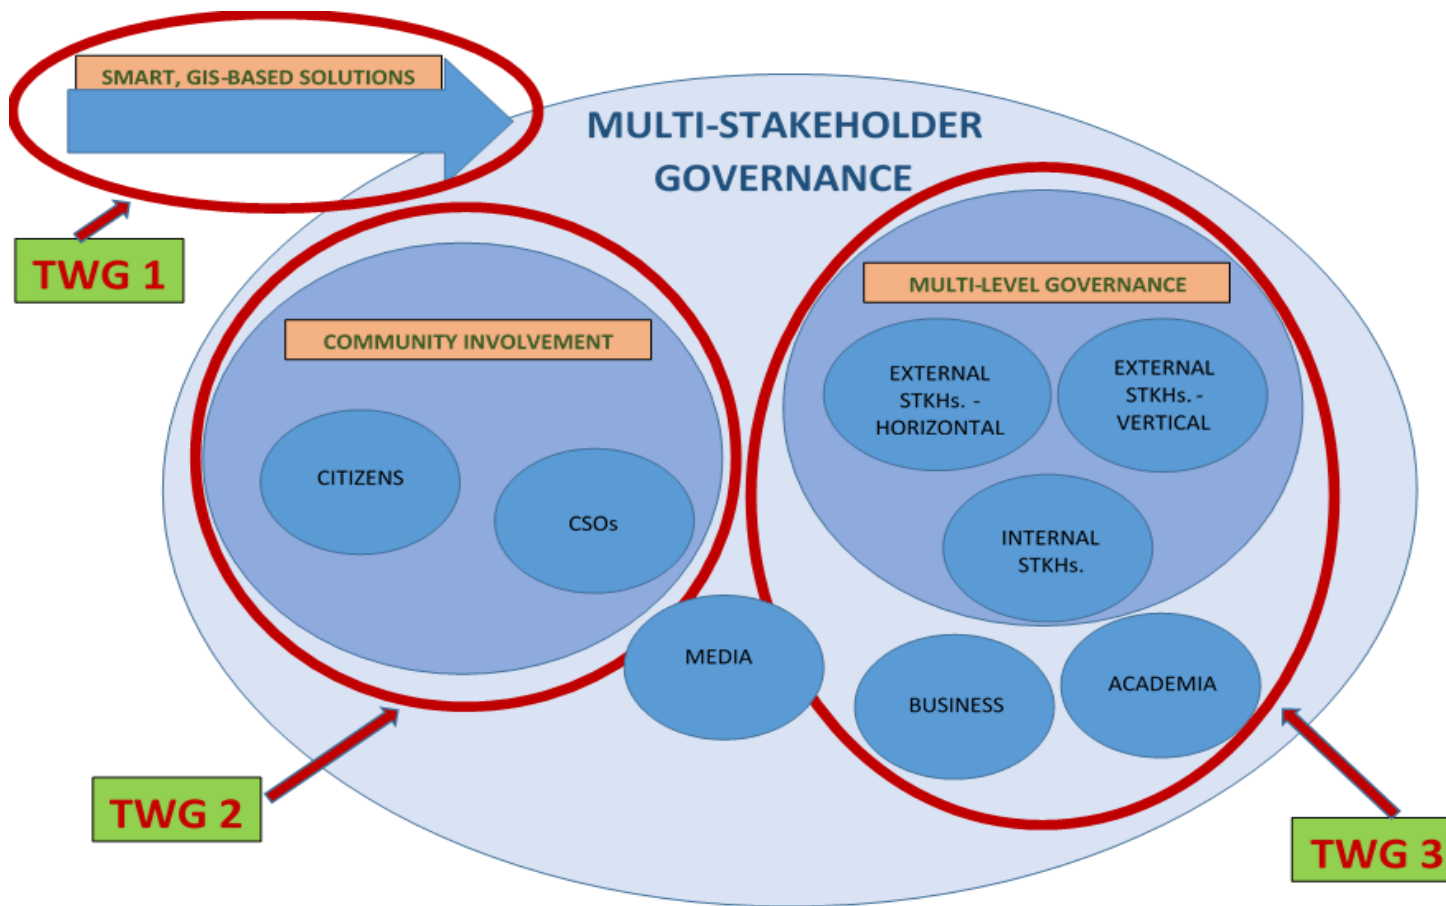 SMART, GIS-BASED SOLUTIONS
MULTI-STAKEHOLDER
GOVERNANCE
TWG 1
MULTI-LEVEL GOVERNANCE
COMMUNITY INVOLVEMENT
EXTERNAL
STKHs. -
HORIZONTAL
EXTERNAL
STKHs. -
VERTICAL
CITIZENS
CSOs
INTERNAL
STKHs.
MEDIA
BUSINESS
ACADEMIA
TWG 2
TWG 3